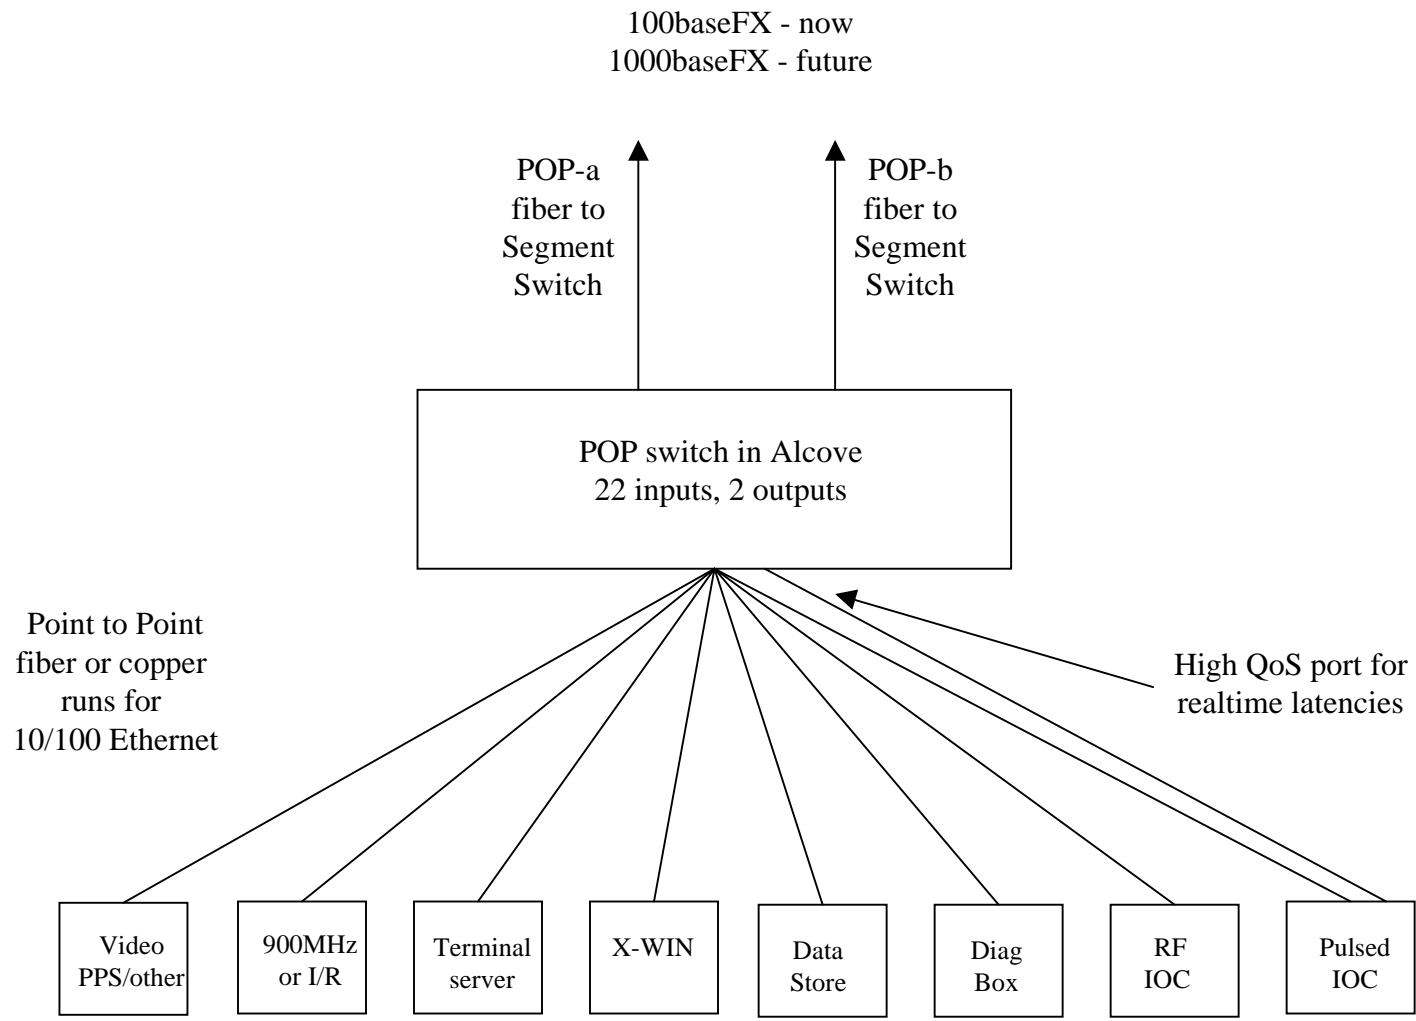 100baseFX - now
1000baseFX - future
POP-a
fiber to
Segment
Switch
POP-b
fiber to
Segment
Switch
POP switch in Alcove
22 inputs, 2 outputs
Point to Point
fiber or copper
runs for
10/100 Ethernet
High QoS port for
realtime latencies
Video
PPS/other
900MHz
or I/R
Terminal
server
X-WIN
Data
Store
Diag
Box
RF
IOC
Pulsed
IOC